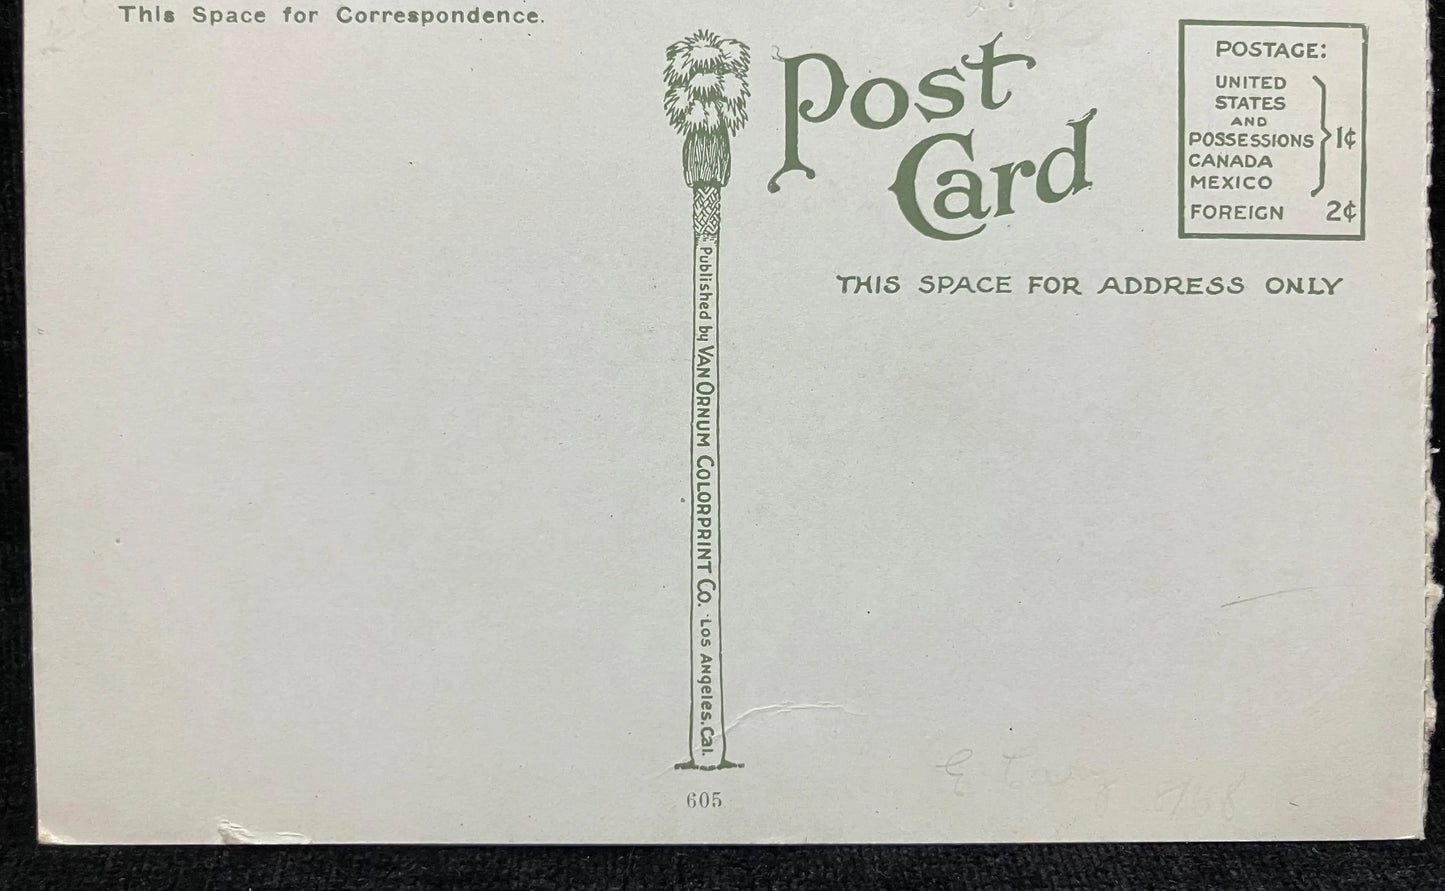 This Space for Correspondence.
Post
Card
POSTAGE:
UNITED
STATES
AND
POSSESSIONS 1¢
CANADA
MEXICO
FOREIGN 2¢
THIS SPACE FOR ADDRESS ONLY
Published by VAN ORNUM COLORPRINT CO. LOS ANGELES. Cal.
605